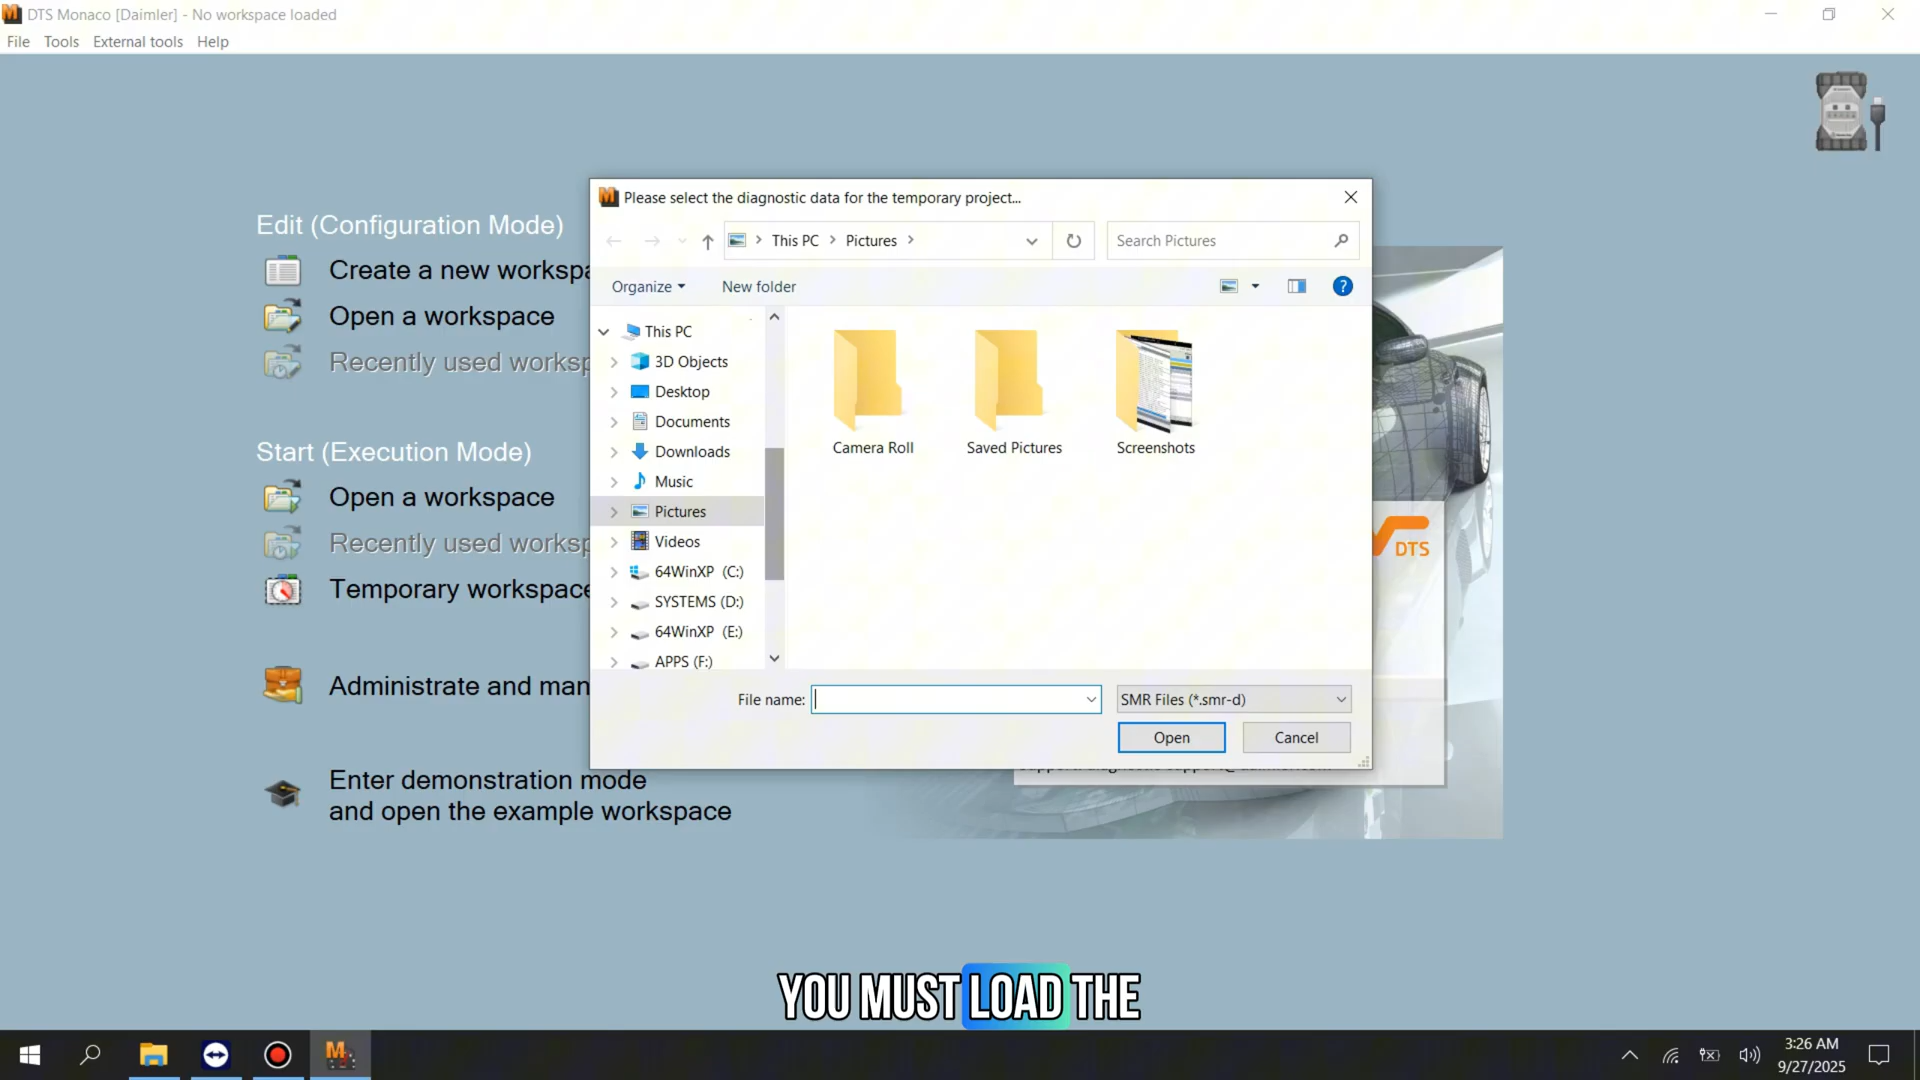 DTS Monaco [Daimler] - No workspace loaded
File Tools External tools Help
Edit (Configuration Mode)
Create a new workspa
Open a workspace
Recently used worksp
Start (Execution Mode)
Open a workspace
Recently used worksp
Temporary workspace
Administrate and man
Enter demonstration mode
and open the example workspace
Please select the diagnostic data for the temporary project...
This PC > Pictures >
Search Pictures
Organize
New folder
This PC
3D Objects
Desktop
Documents
Downloads
Music
Pictures
Videos
64WinXP (C:)
SYSTEMS (D:)
64WinXP (E:)
APPS (F:)
Camera Roll
Saved Pictures
Screenshots
File name:
SMR Files (*.smr-d)
Open
Cancel
DTS
YOU MUST LOAD THE
3:26 AM
9/27/2025